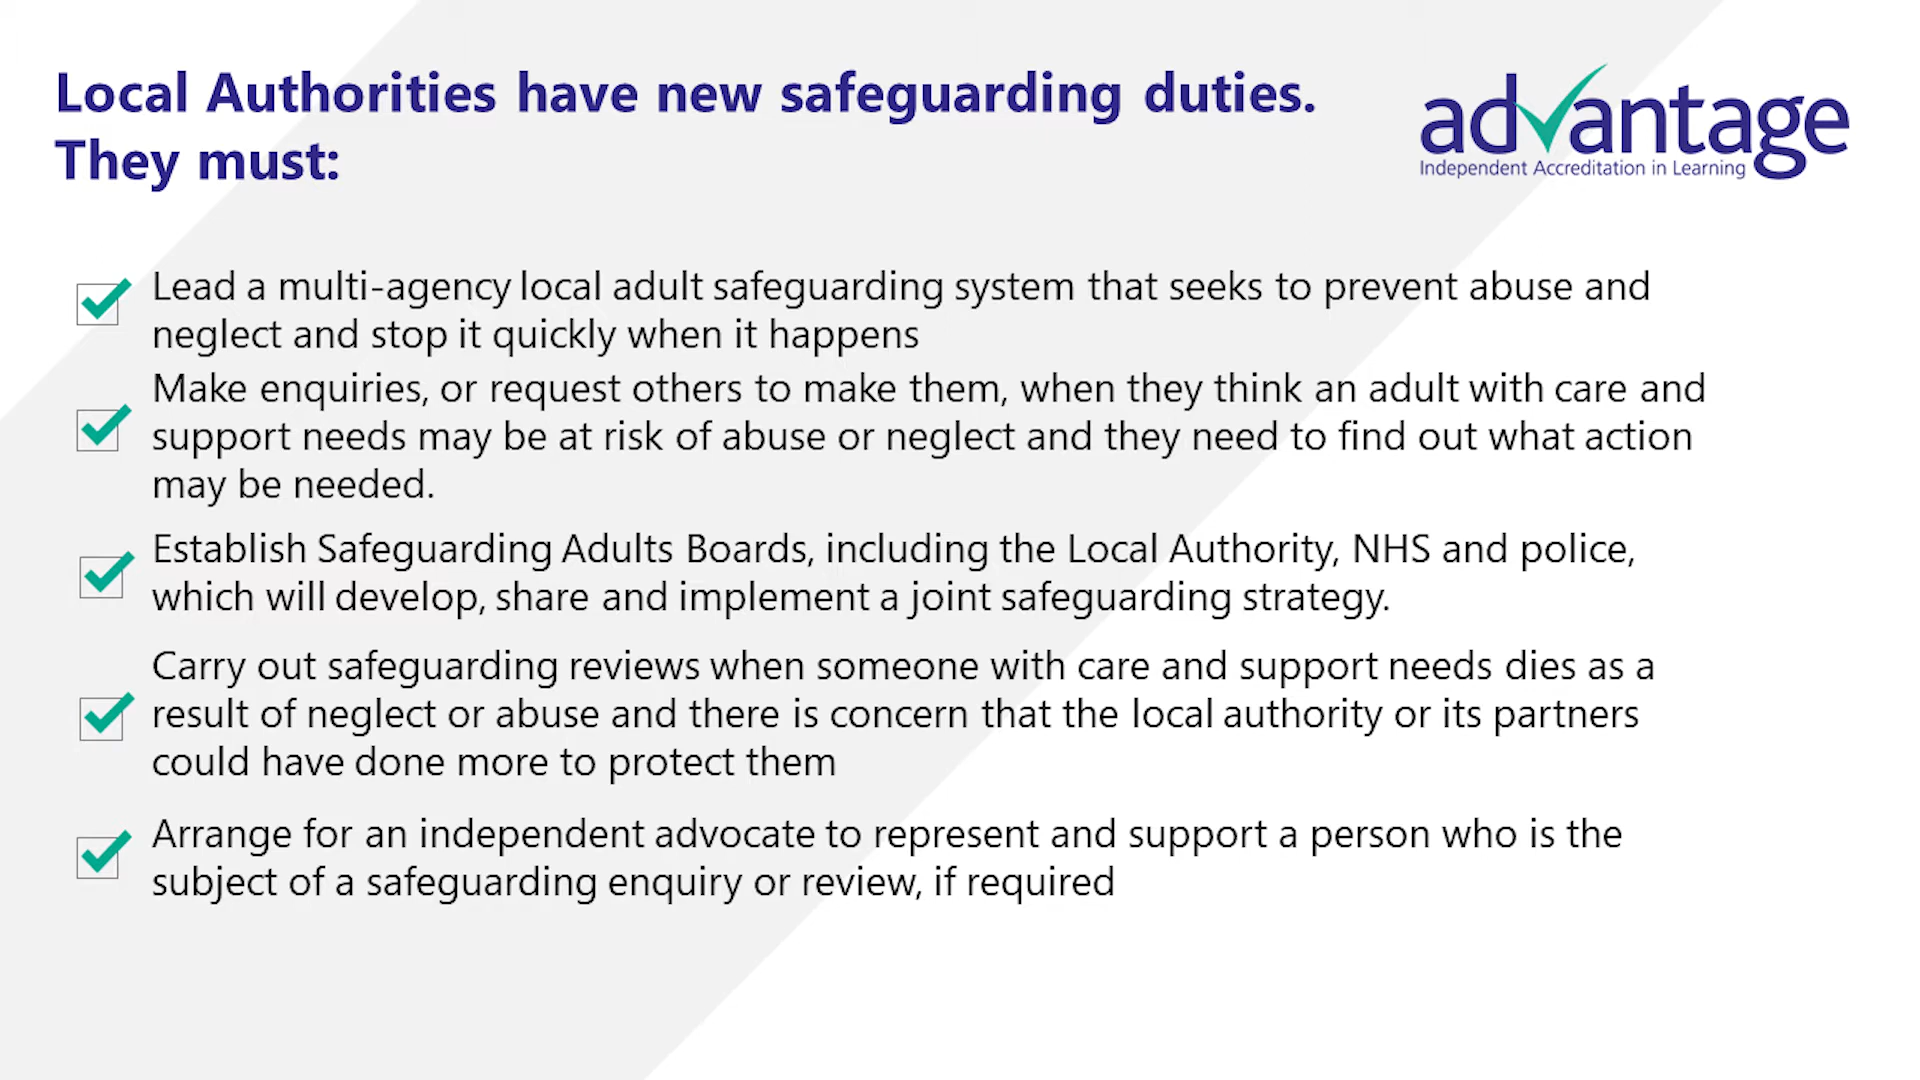 Local Authorities have new safeguarding duties.
They must:
advantage
Independent Accreditation in Learning
Lead a multi-agency local adult safeguarding system that seeks to prevent abuse and
neglect and stop it quickly when it happens
Make enquiries, or request others to make them, when they think an adult with care and
support needs may be at risk of abuse or neglect and they need to find out what action
may be needed.
Establish Safeguarding Adults Boards, including the Local Authority, NHS and police,
which will develop, share and implement a joint safeguarding strategy.
Carry out safeguarding reviews when someone with care and support needs dies as a
result of neglect or abuse and there is concern that the local authority or its partners
could have done more to protect them
Arrange for an independent advocate to represent and support a person who is the
subject of a safeguarding enquiry or review, if required